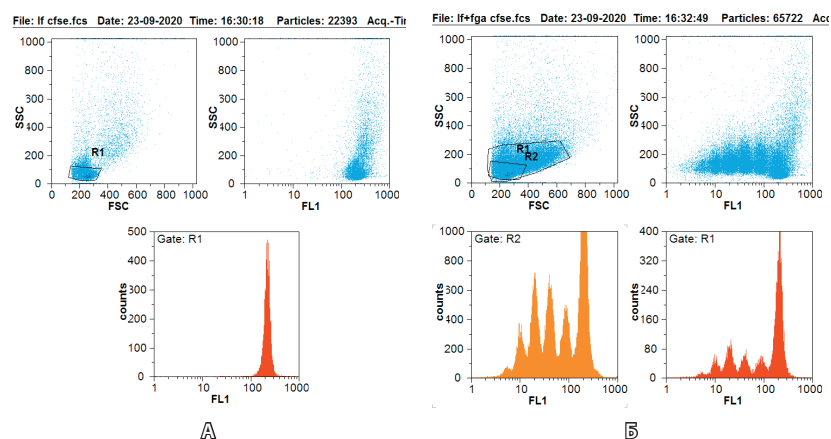 File: lf cfse.fcs Date: 23-09-2020 Time: 16:30:18 Particles: 22393 Acq.-Tir
1000
800
600
400
200
0
SSC
R1
0 200 400 600 800 1000
FSC
1000
800
600
400
200
0
SSC
1 10 100 1000
FL1
500
400
300
200
100
0
counts
Gate: R1
1 10 100 1000
FL1
А
File: lf+fga cfse.fcs Date: 23-09-2020 Time: 16:32:49 Particles: 65722 Acq
1000
800
600
400
200
0
SSC
R1
R2
0 200 400 600 800 1000
FSC
1000
800
600
400
200
0
SSC
1 10 100 1000
FL1
1000
800
600
400
200
0
counts
Gate: R2
1 10 100 1000
FL1
400
320
240
160
80
0
counts
Gate: R1
1 10 100 1000
FL1
Б